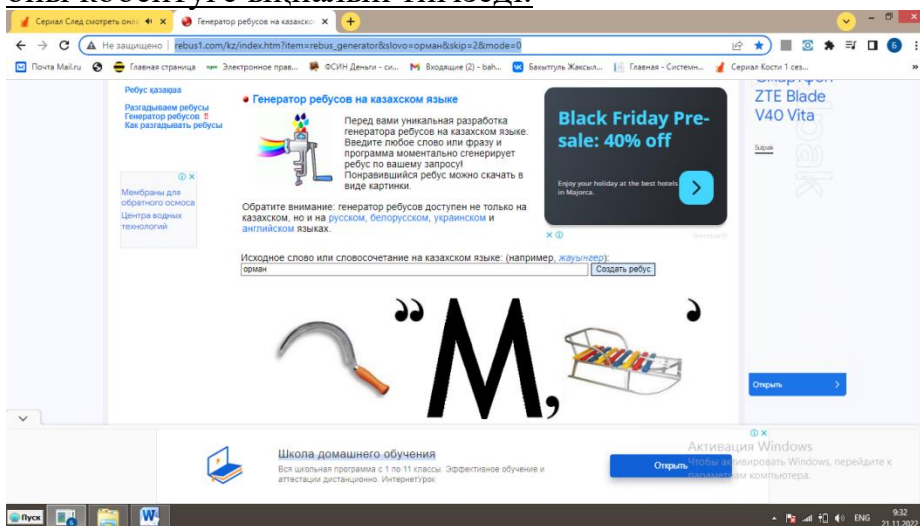 Сериал След смотреть онл
Генератор ребусов на казахско
Не защищено
rebus1.com/kz/index.htm?item=rebus_generator&slovo=орман&skip=2&mode=0
Почта Mail.ru
Главная страница
Электронное прав...
ФСИН Деньги - си...
Входящие (2) - bah...
Бахытгуль Жаксыл...
Главная - Системн...
Сериал Кости 1 сез...
Ребус қазақша
Разгадываем ребусы
Генератор ребусов !!
Как разгадывать ребусы
Мембраны для
обратного осмоса
Центра водных
технологий
Генератор ребусов на казахском языке
Перед вами уникальная разработка
генератора ребусов на казахском языке.
Введите любое слово или фразу и
программа моментально сгенерирует
ребус по вашему запросу!
Понравившийся ребус можно скачать в
виде картинки.
Обратите внимание: генератор ребусов доступен не только на
казахском, но и на русском, белорусском, украинском и
английском языках.
Исходное слово или словосочетание на казахском языке: (например, жауынгер):
орман
Создать ребус
Black Friday Pre-
sale: 40% off
Enjoy your holiday at the best hotels
in Majorca.
ZTE Blade
V40 Vita
Sulpak
Открыть
,, М, ,
Школа домашнего обучения
Вся школьная программа с 1 по 11 классы. Эффективное обучение и
аттестации дистанционно. Интернетурок
Открыть
Активация Windows
Чтобы активировать Windows, перейдите к
параметрам компьютера.
Пуск
ENG
9:32
21.11.2022